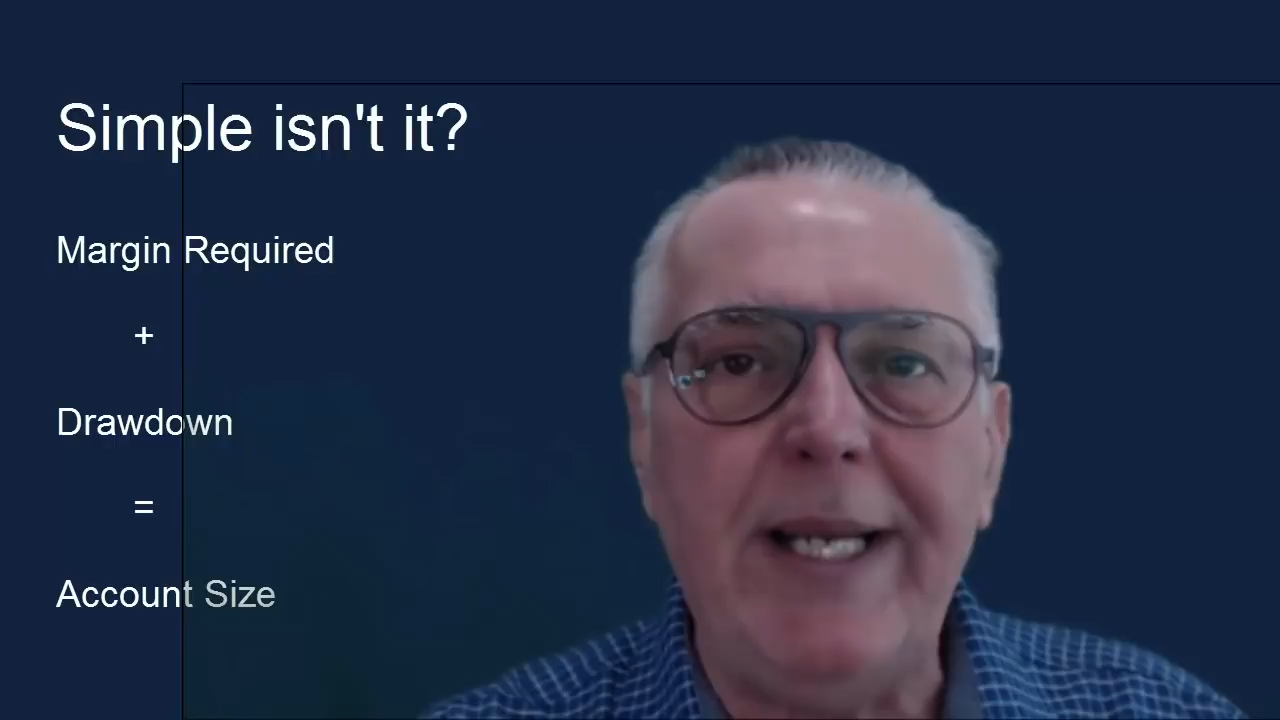 Simple isn't it?
Margin Required
+
Drawdown
=
Account Size